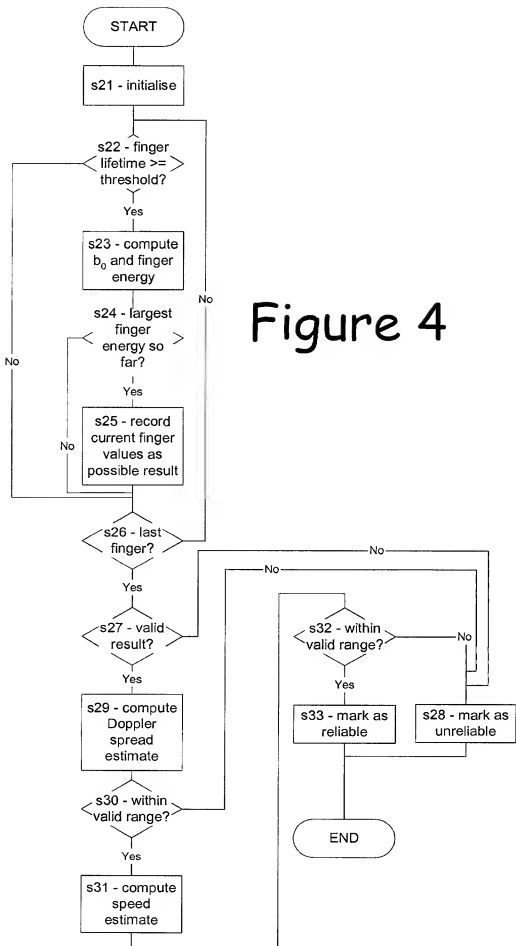 START
s21 - initialise
s22 - finger
lifetime >=
threshold?
Yes
s23 - compute
b0 and finger
energy
No
Figure 4
s24 - largest
finger
energy so
far?
No
Yes
s25 - record
current finger
values as
possible result
No
s26 - last
finger?
No
No
Yes
s27 - valid
result?
s32 - within
valid range?
No
Yes
Yes
s29 - compute
Doppler
spread
estimate
s33 - mark as
reliable
s28 - mark as
unreliable
s30 - within
valid range?
END
Yes
s31 - compute
speed
estimate